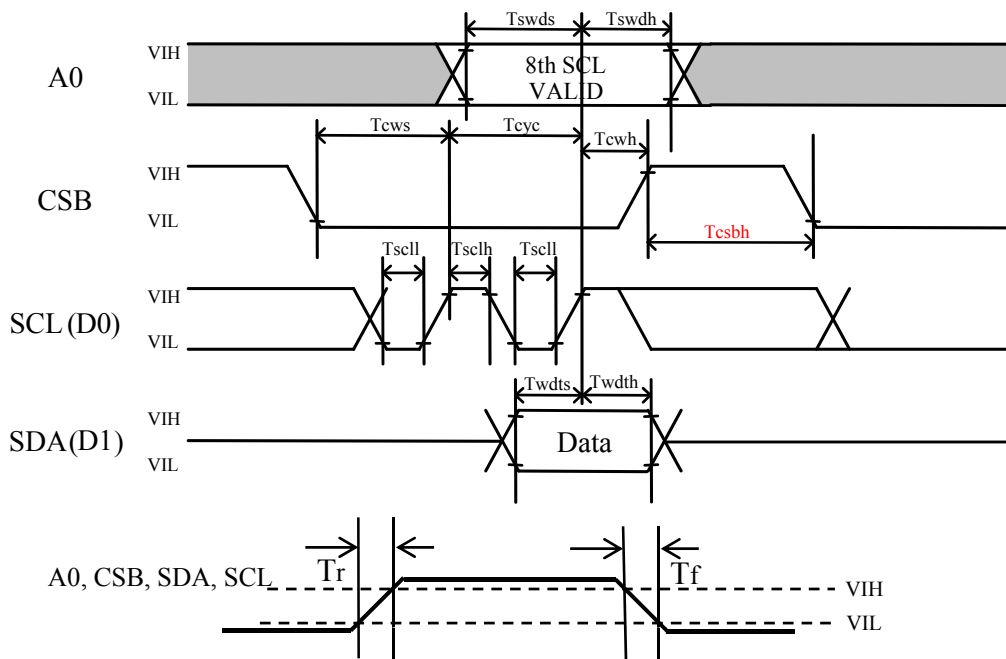 Tswds Tswdh
VIH
A0
8th SCL
VALID
VIL
Tcws Tcyc
Tcwh
VIH
CSB
VIL
Tcsbh
Tscll Tsclh Tscll
VIH
SCL(D0)
VIL
Twdts Twdth
VIH
SDA(D1)
Data
VIL
Tr
Tf
A0, CSB, SDA, SCL
VIH
VIL